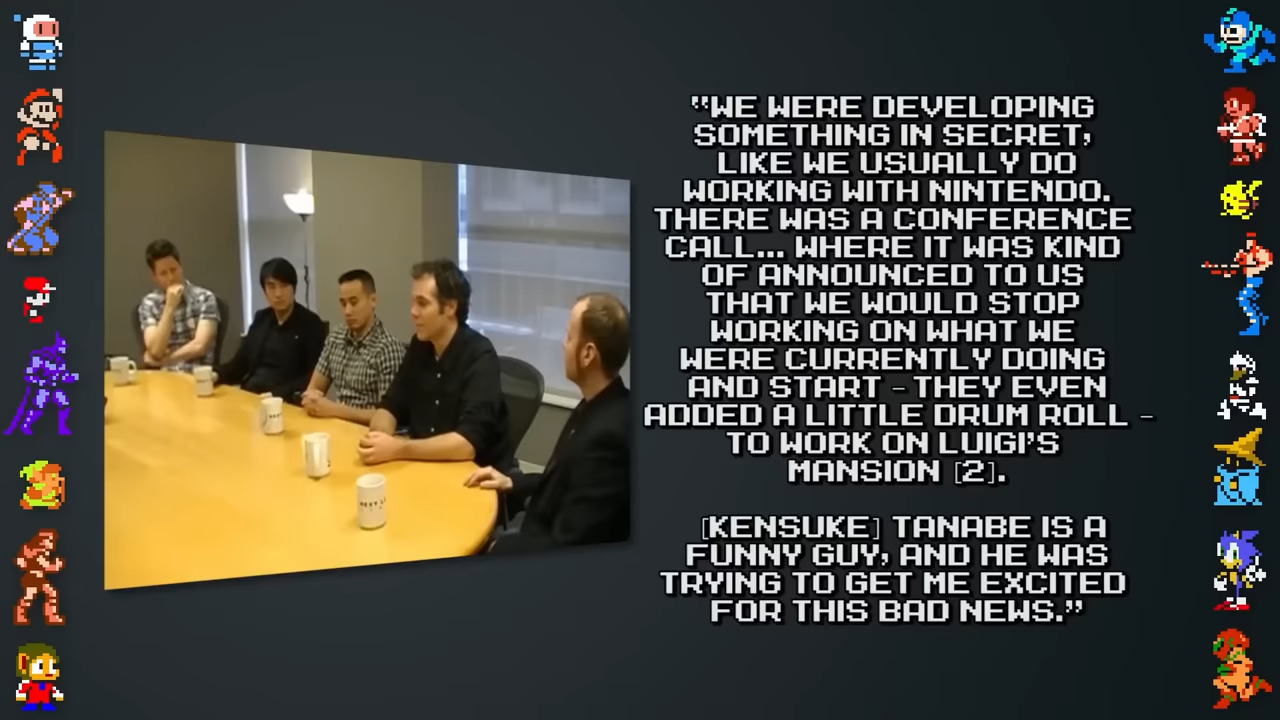 "WE WERE DEVELOPING
SOMETHING IN SECRET,
LIKE WE USUALLY DO
WORKING WITH NINTENDO.
THERE WAS A CONFERENCE
CALL... WHERE IT WAS KIND
OF ANNOUNCED TO US
THAT WE WOULD STOP
WORKING ON WHAT WE
WERE CURRENTLY DOING
AND START - THEY EVEN
ADDED A LITTLE DRUM ROLL -
TO WORK ON LUIGI'S
MANSION [2].
[KENSUKE] TANABE IS A
FUNNY GUY, AND HE WAS
TRYING TO GET ME EXCITED
FOR THIS BAD NEWS."